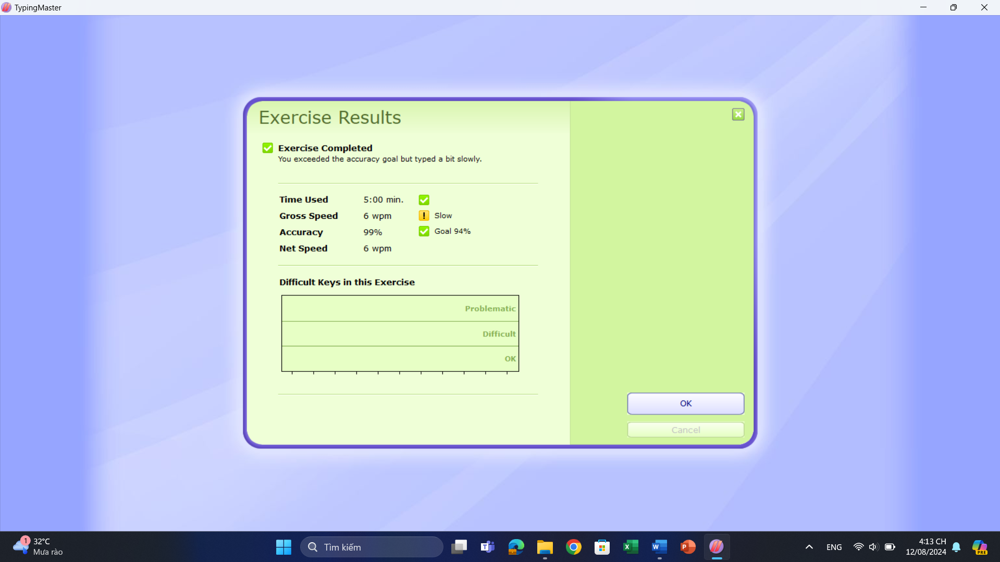 TypingMaster
Exercise Results
Exercise Completed
You exceeded the accuracy goal but typed a bit slowly.
Time Used 5:00 min.
Gross Speed 6 wpm ! Slow
Accuracy 99% Goal 94%
Net Speed 6 wpm
Difficult Keys in this Exercise
Problematic
Difficult
OK
OK
Cancel
1
32°C
Mưa rào
Tìm kiếm
ENG
4:13 CH
12/08/2024
PRE